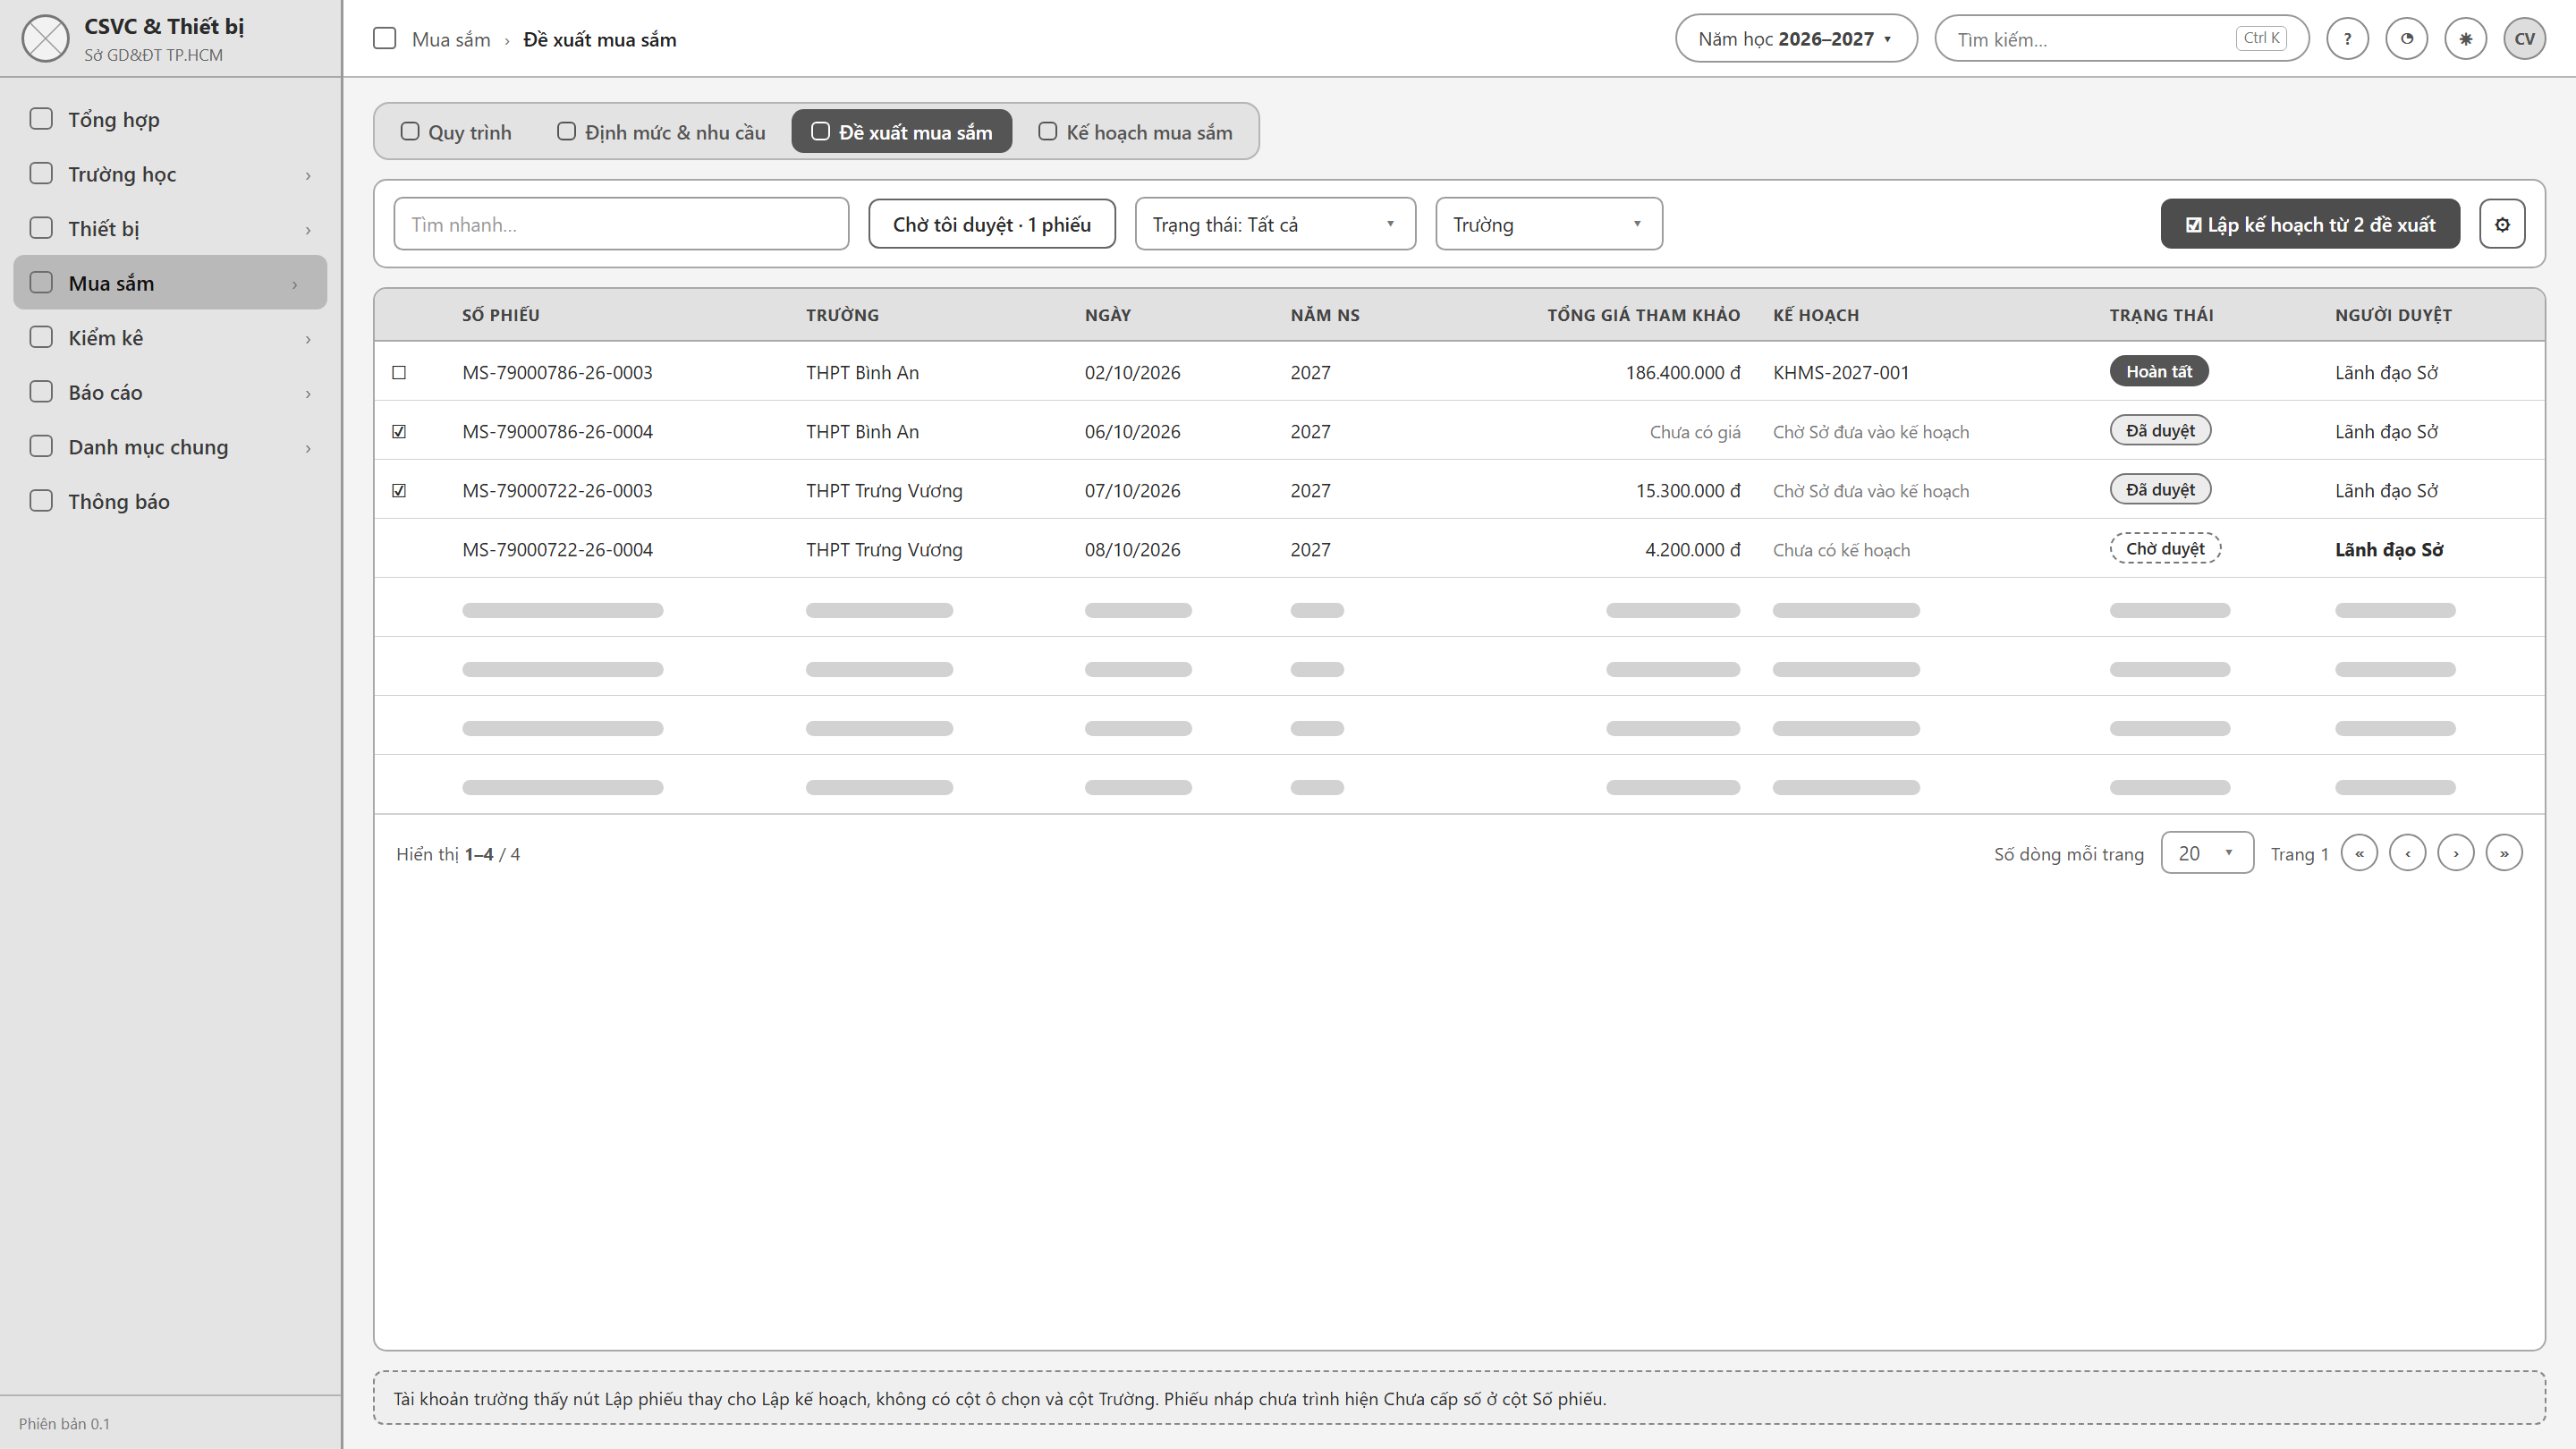 CSVC & Thiết bị
Sở GD&ĐT TP.HCM
Tổng hợp
Trường học ›
Thiết bị ›
Mua sắm ›
Kiểm kê ›
Báo cáo ›
Danh mục chung ›
Thông báo
Phiên bản 0.1
Mua sắm › Đề xuất mua sắm
Năm học 2026–2027 ▾
Tìm kiếm... Ctrl K
? CV
Quy trình Định mức & nhu cầu Đề xuất mua sắm Kế hoạch mua sắm
Tìm nhanh... Chờ tôi duyệt · 1 phiếu Trạng thái: Tất cả Trường ☑ Lập kế hoạch từ 2 đề xuất
SỐ PHIẾU TRƯỜNG NGÀY NĂM NS TỔNG GIÁ THAM KHẢO KẾ HOẠCH TRẠNG THÁI NGƯỜI DUYỆT
☐ MS-79000786-26-0003 THPT Bình An 02/10/2026 2027 186.400.000 đ KHMS-2027-001 Hoàn tất Lãnh đạo Sở
☑ MS-79000786-26-0004 THPT Bình An 06/10/2026 2027 Chưa có giá Chờ Sở đưa vào kế hoạch Đã duyệt Lãnh đạo Sở
☑ MS-79000722-26-0003 THPT Trưng Vương 07/10/2026 2027 15.300.000 đ Chờ Sở đưa vào kế hoạch Đã duyệt Lãnh đạo Sở
MS-79000722-26-0004 THPT Trưng Vương 08/10/2026 2027 4.200.000 đ Chưa có kế hoạch Chờ duyệt Lãnh đạo Sở
Hiển thị 1–4 / 4 Số dòng mỗi trang 20 Trang 1 « ‹ › »
Tài khoản trường thấy nút Lập phiếu thay cho Lập kế hoạch, không có cột ô chọn và cột Trường. Phiếu nháp chưa trình hiện Chưa cấp số ở cột Số phiếu.